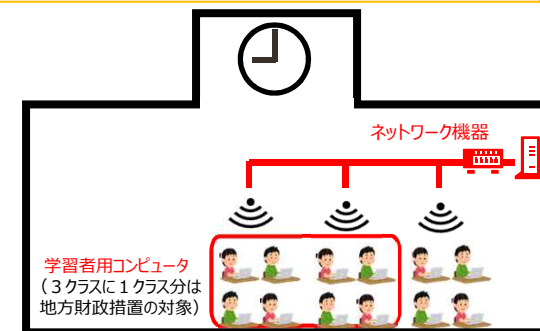 ネットワーク機器
学習者用コンピュータ
（３クラスに１クラス分は
地方財政措置の対象）